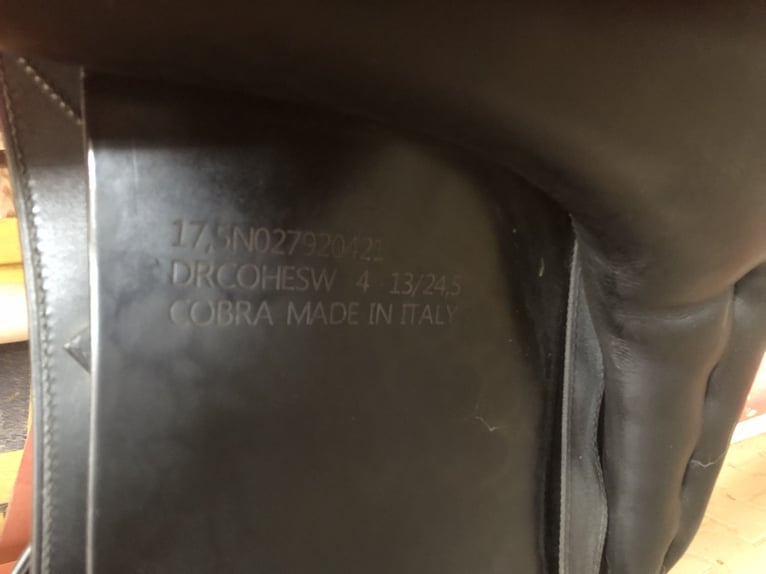 17,5N027920421
DRCOHESW 4 13/24,5
COBRA MADE IN ITALY